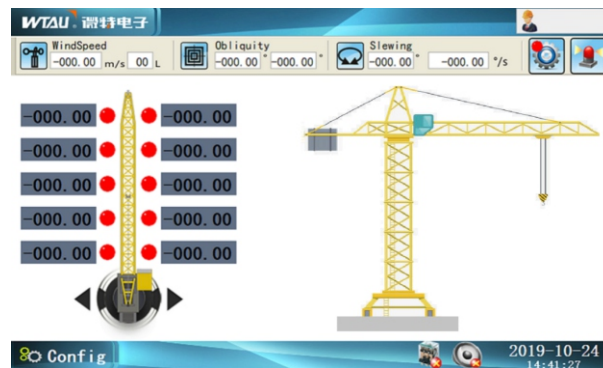 WTAU 微特电子
WindSpeed
-000.00 m/s 00 L
Obliquity
-000.00 ° -000.00 °
Slewing
-000.00 ° -000.00 °/s
-000.00 -000.00
-000.00 -000.00
-000.00 -000.00
-000.00 -000.00
-000.00 -000.00
Config
2019-10-24
14:41:27